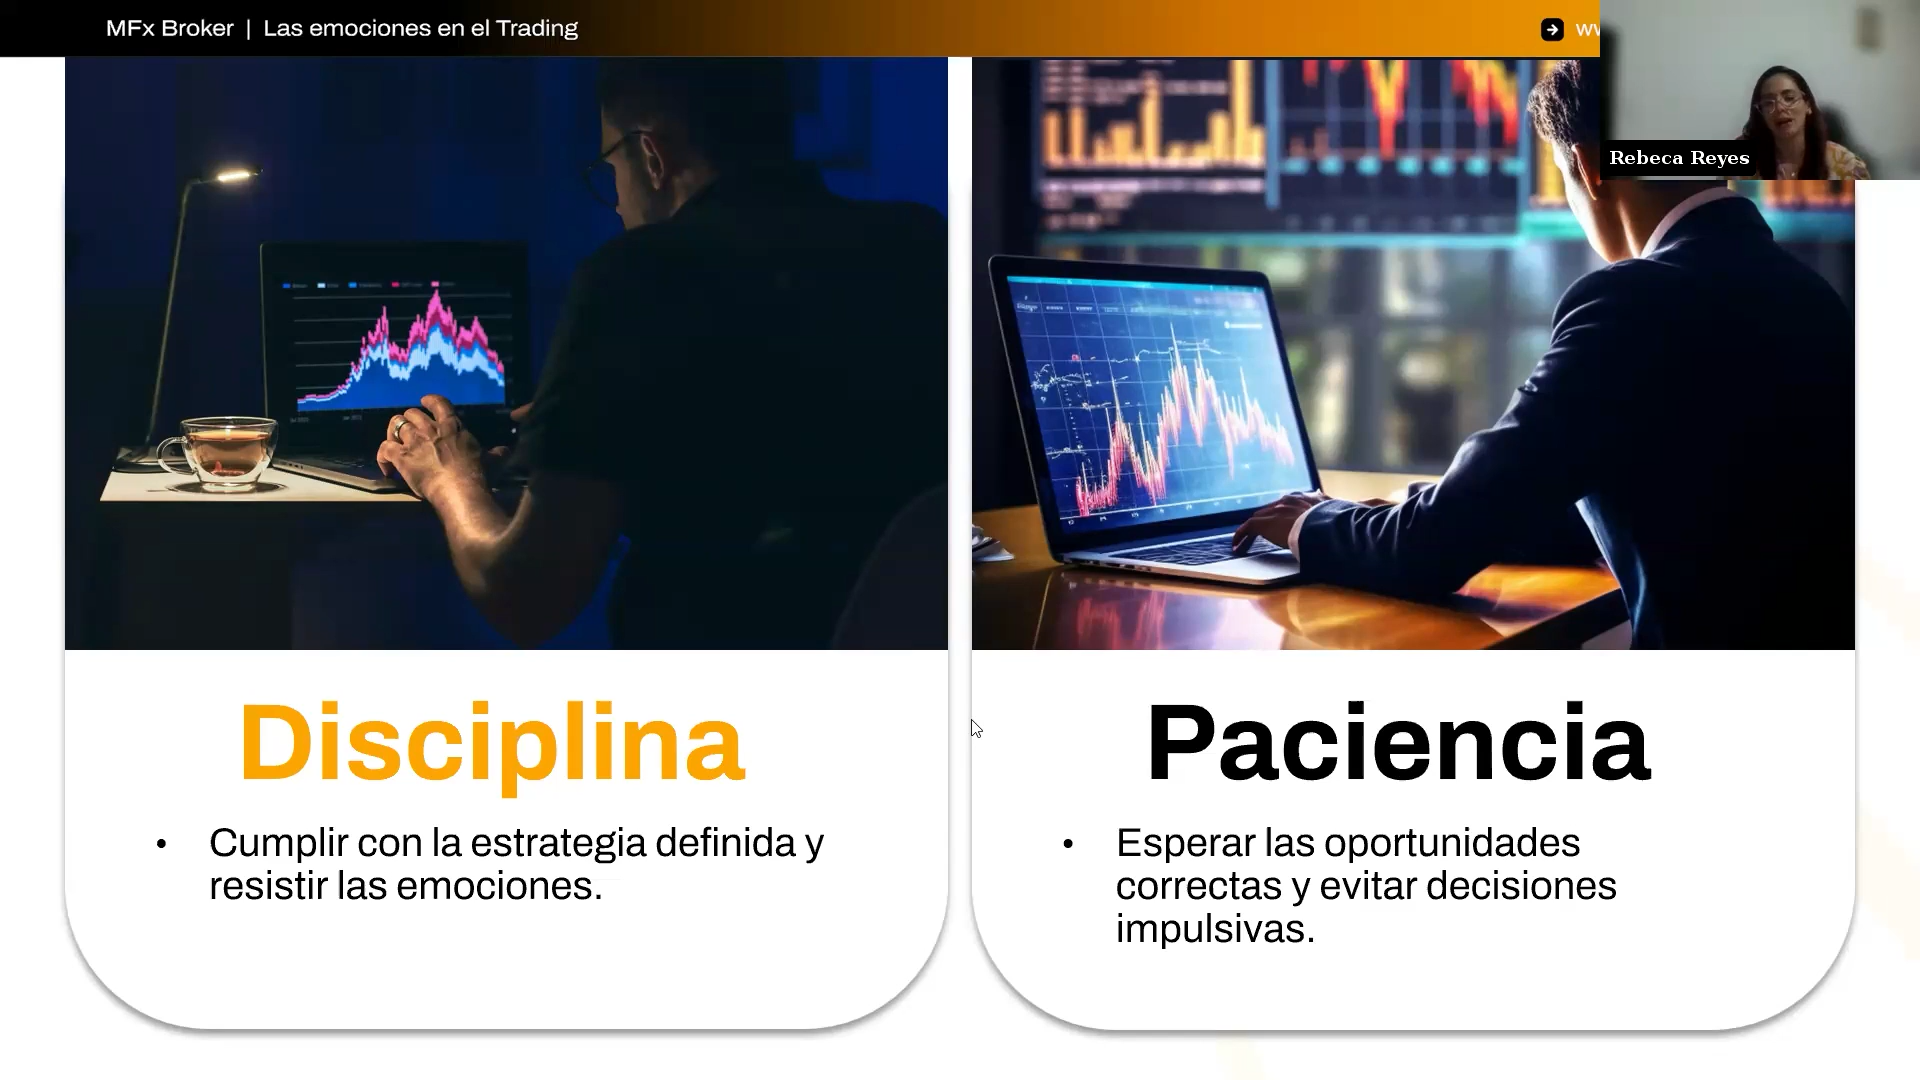 MFx Broker | Las emociones en el Trading
Rebeca Reyes
Disciplina
Paciencia
• Cumplir con la estrategia definida y
resistir las emociones.
• Esperar las oportunidades
correctas y evitar decisiones
impulsivas.